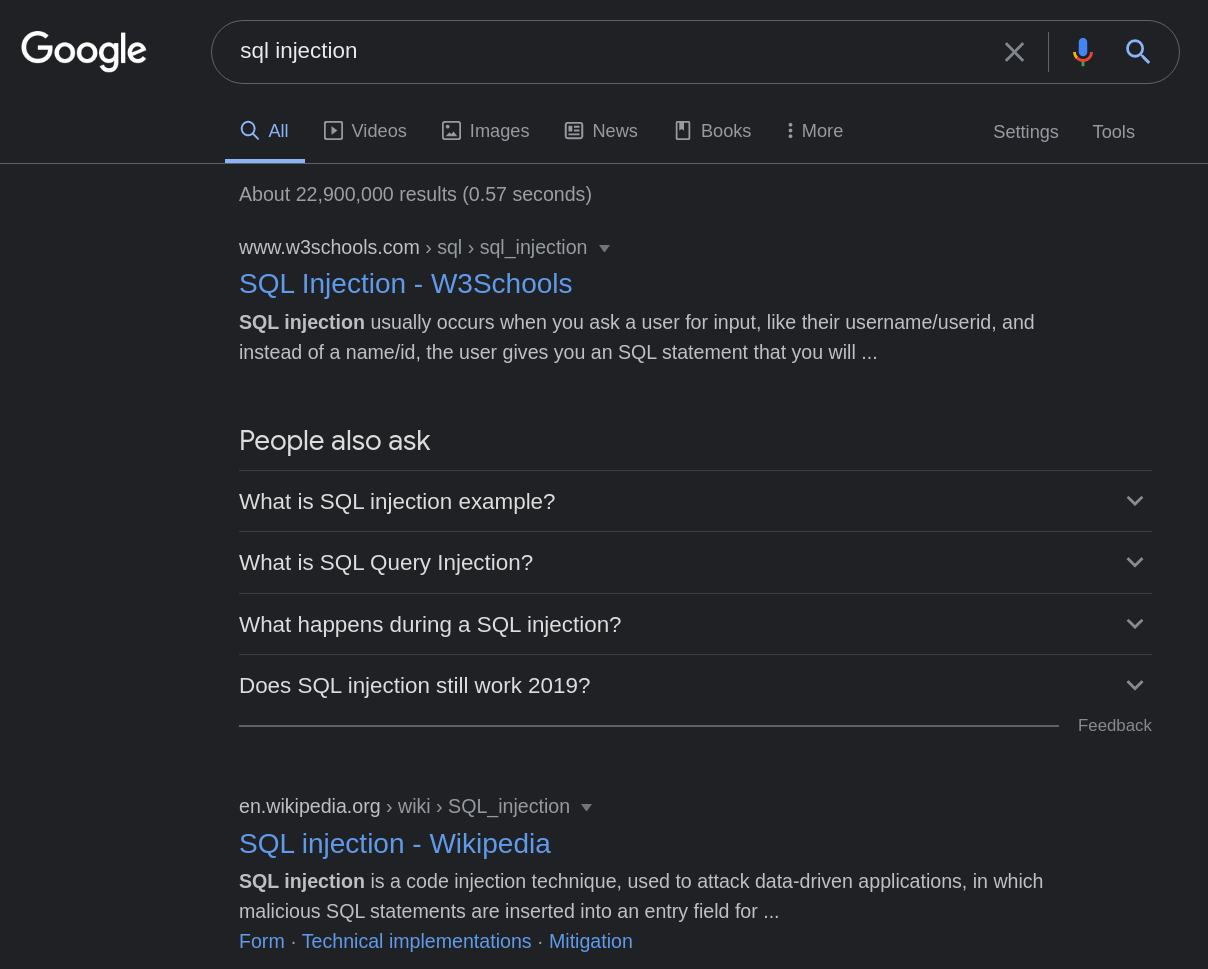 Google
sql injection
All Videos Images News Books More Settings Tools
About 22,900,000 results (0.57 seconds)
www.w3schools.com › sql › sql_injection
SQL Injection - W3Schools
SQL injection usually occurs when you ask a user for input, like their username/userid, and
instead of a name/id, the user gives you an SQL statement that you will ...
People also ask
What is SQL injection example?
What is SQL Query Injection?
What happens during a SQL injection?
Does SQL injection still work 2019?
Feedback
en.wikipedia.org › wiki › SQL_injection
SQL injection - Wikipedia
SQL injection is a code injection technique, used to attack data-driven applications, in which
malicious SQL statements are inserted into an entry field for ...
Form · Technical implementations · Mitigation